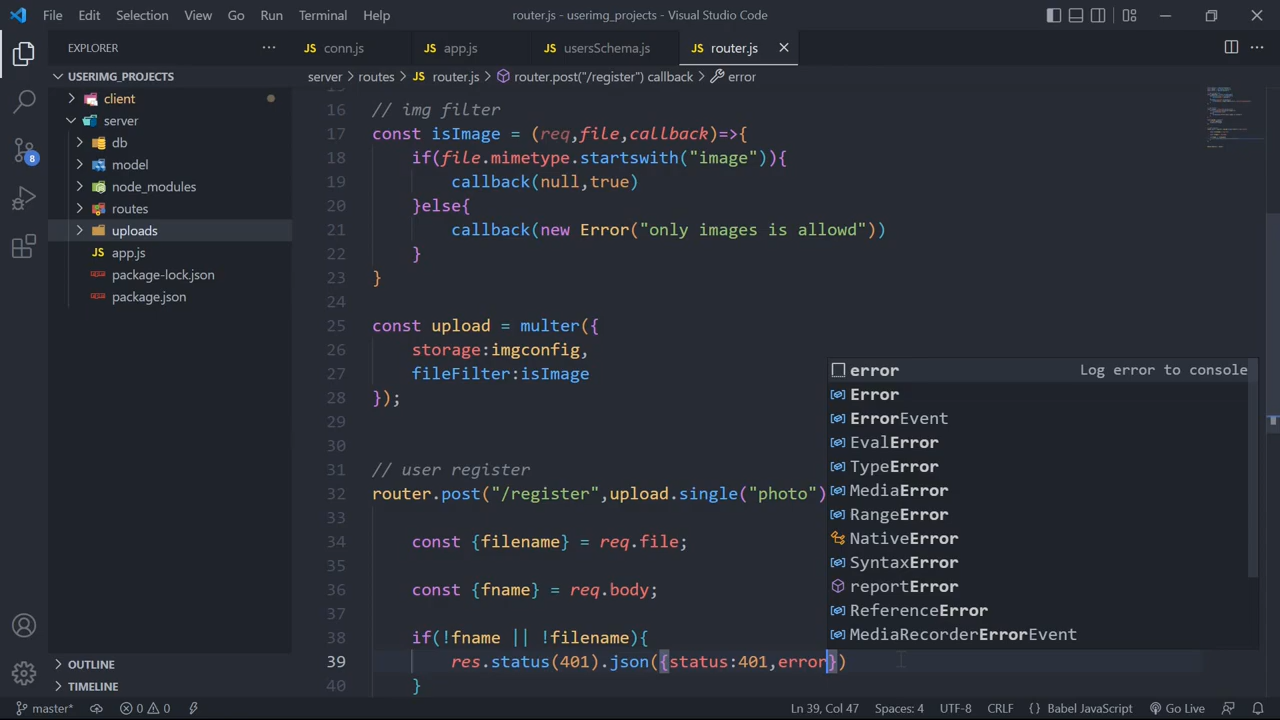 File Edit Selection View Go Run Terminal Help router.js - userimg_projects - Visual Studio Code
EXPLORER
JS conn.js JS app.js JS usersSchema.js JS router.js
USERIMG_PROJECTS
server > routes > JS router.js > router.post("/register") callback > error
client
server
db
model
node_modules
routes
uploads
JS app.js
package-lock.json
package.json
OUTLINE
TIMELINE
8
16 // img filter
17 const isImage = (req,file,callback)=>{
18 if(file.mimetype.startswith("image")){
19 callback(null,true)
20 }else{
21 callback(new Error("only images is allowd"))
22 }
23 }
24
25 const upload = multer({
26 storage:imgconfig,
27 fileFilter:isImage
28 });
29
30
31 // user register
32 router.post("/register",upload.single("photo")
33
34 const {filename} = req.file;
35
36 const {fname} = req.body;
37
38 if(!fname || !filename){
39 res.status(401).json({status:401,error})
40 }
error Log error to console
Error
ErrorEvent
EvalError
TypeError
MediaError
RangeError
NativeError
SyntaxError
reportError
ReferenceError
MediaRecorderErrorEvent
master* 0 0 Ln 39, Col 47 Spaces: 4 UTF-8 CRLF {} Babel JavaScript Go Live